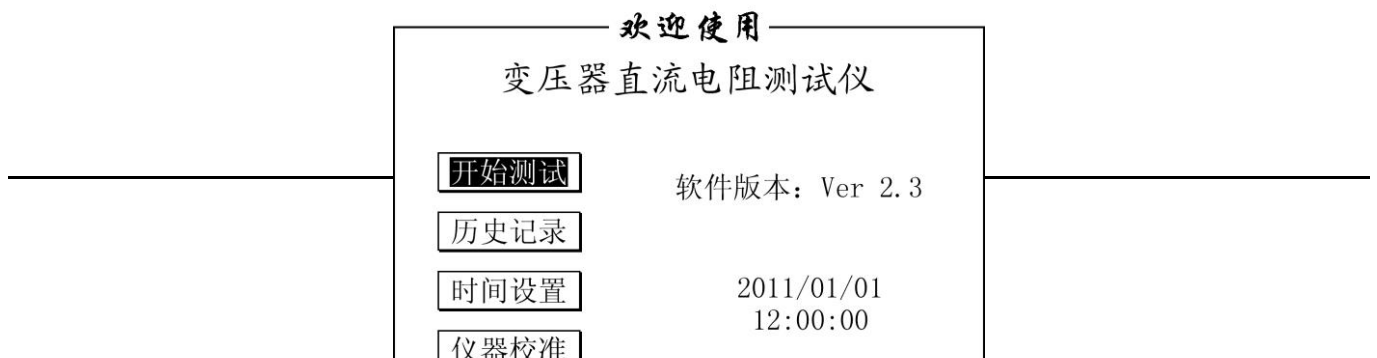 欢迎使用
变压器直流电阻测试仪
开始测试
软件版本：Ver 2.3
历史记录
时间设置
2011/01/01
12:00:00
仪器校准